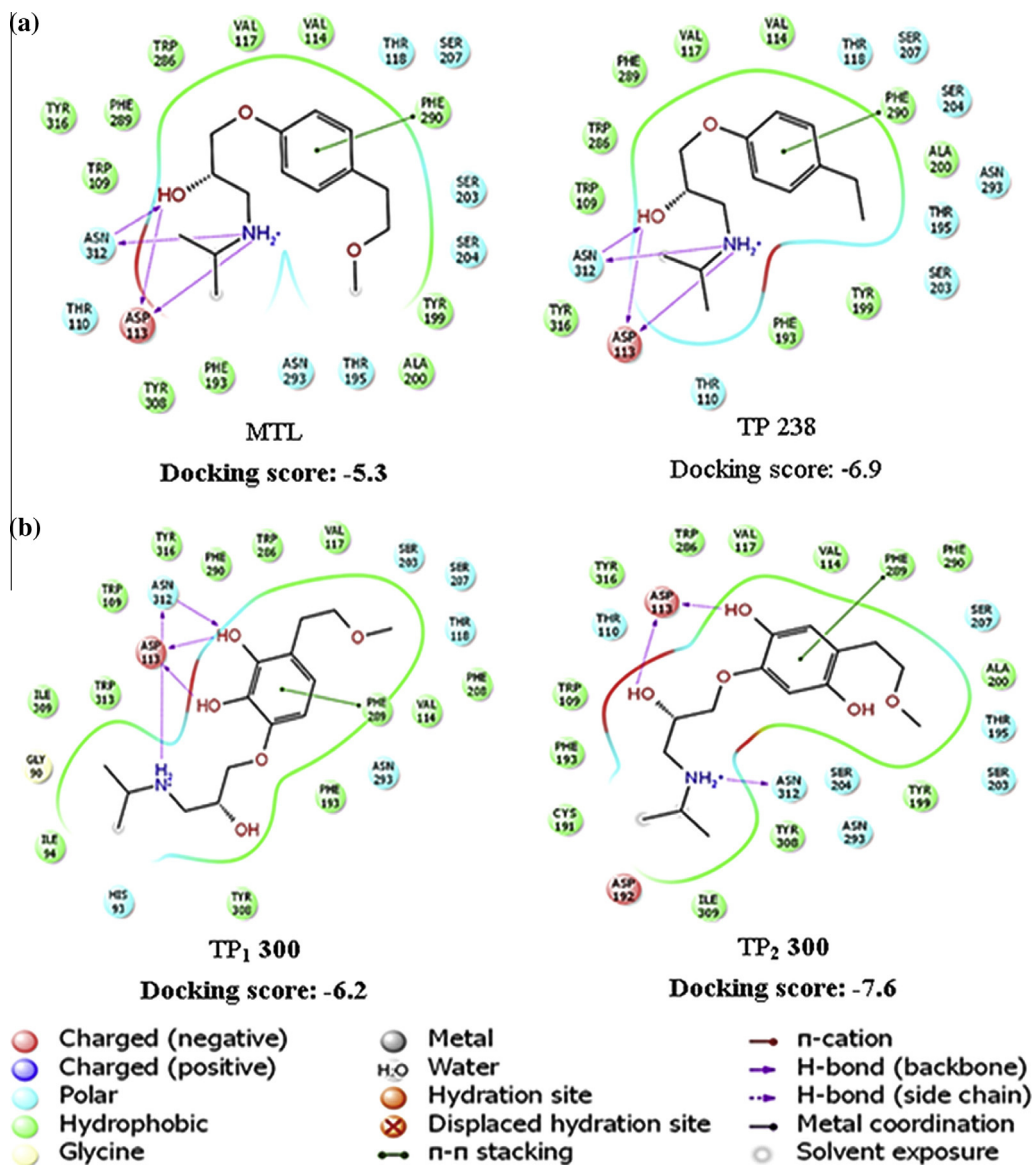 (a)
TRP 286
VAL 117
VAL 114
THR 118
SER 207
TYR 316
PHE 289
PHE 290
TRP 109
HO
O
SER 203
ASN 312
NH2+
O
SER 204
THR 110
ASP 113
TYR 199
TYR 308
PHE 193
ASN 293
THR 195
ALA 200
MTL
Docking score: -5.3
PHE 289
VAL 117
VAL 114
THR 118
SER 207
SER 204
PHE 290
TRP 286
O
ALA 200
ASN 293
TRP 109
HO
THR 195
ASN 312
NH2+
SER 203
TYR 316
ASP 113
PHE 193
TYR 199
THR 110
TP 238
Docking score: -6.9
(b)
TYR 316
PHE 290
TRP 286
VAL 117
SER 203
SER 207
TRP 109
ASN 312
HO
O
THR 118
ASP 113
HO
PHE 208
ILE 309
TRP 313
PHE 289
VAL 114
GLY 90
H2
N
O
ASN 293
PHE 193
ILE 94
OH
HIS 93
TYR 308
TP1 300
Docking score: -6.2
TRP 286
VAL 117
VAL 114
PHE 289
PHE 290
TYR 316
ASP 113
HO
THR 110
SER 207
TRP 109
HO
O
OH
O
ALA 200
THR 195
PHE 193
NH2+
ASN 312
SER 204
TYR 199
SER 203
CYS 191
TYR 308
ASN 293
ASP 192
ILE 309
TP2 300
Docking score: -7.6
Charged (negative)
Charged (positive)
Polar
Hydrophobic
Glycine
Metal
H2O Water
Hydration site
Displaced hydration site
π-π stacking
π-cation
H-bond (backbone)
H-bond (side chain)
Metal coordination
Solvent exposure